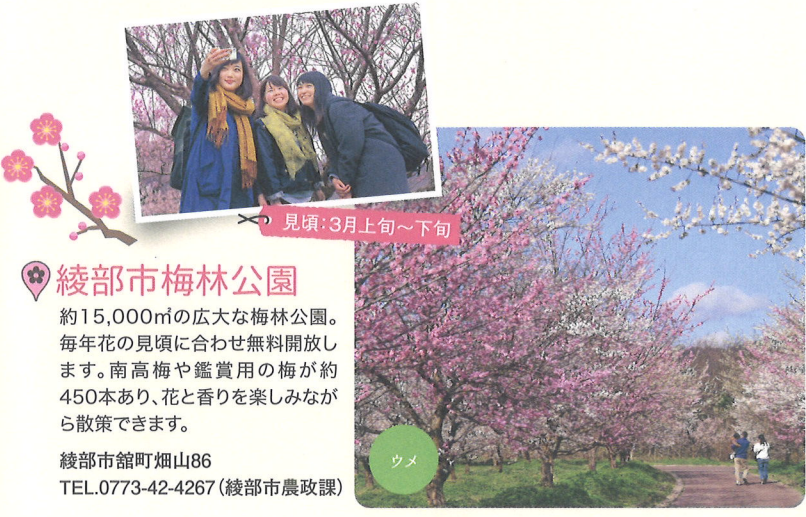 見頃:3月上旬〜下旬
綾部市梅林公園
約15,000㎡の広大な梅林公園。
毎年花の見頃に合わせ無料開放し
ます。南高梅や鑑賞用の梅が約
450本あり、花と香りを楽しみなが
ら散策できます。
綾部市舘町畑山86
TEL.0773-42-4267(綾部市農政課)
ウメ